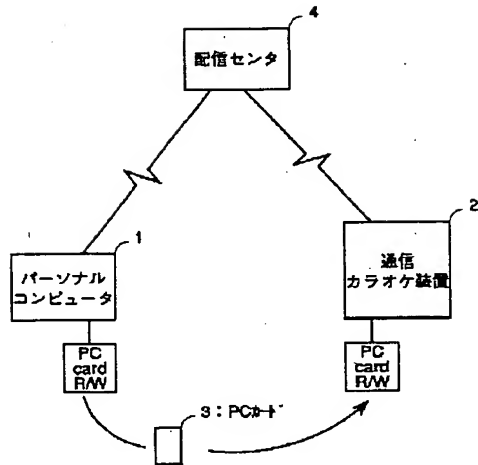 4
配信センタ
1
2
パーソナル
コンピュータ
通信
カラオケ装置
PC
card
R/W
PC
card
R/W
3：PCｶｰﾄﾞ